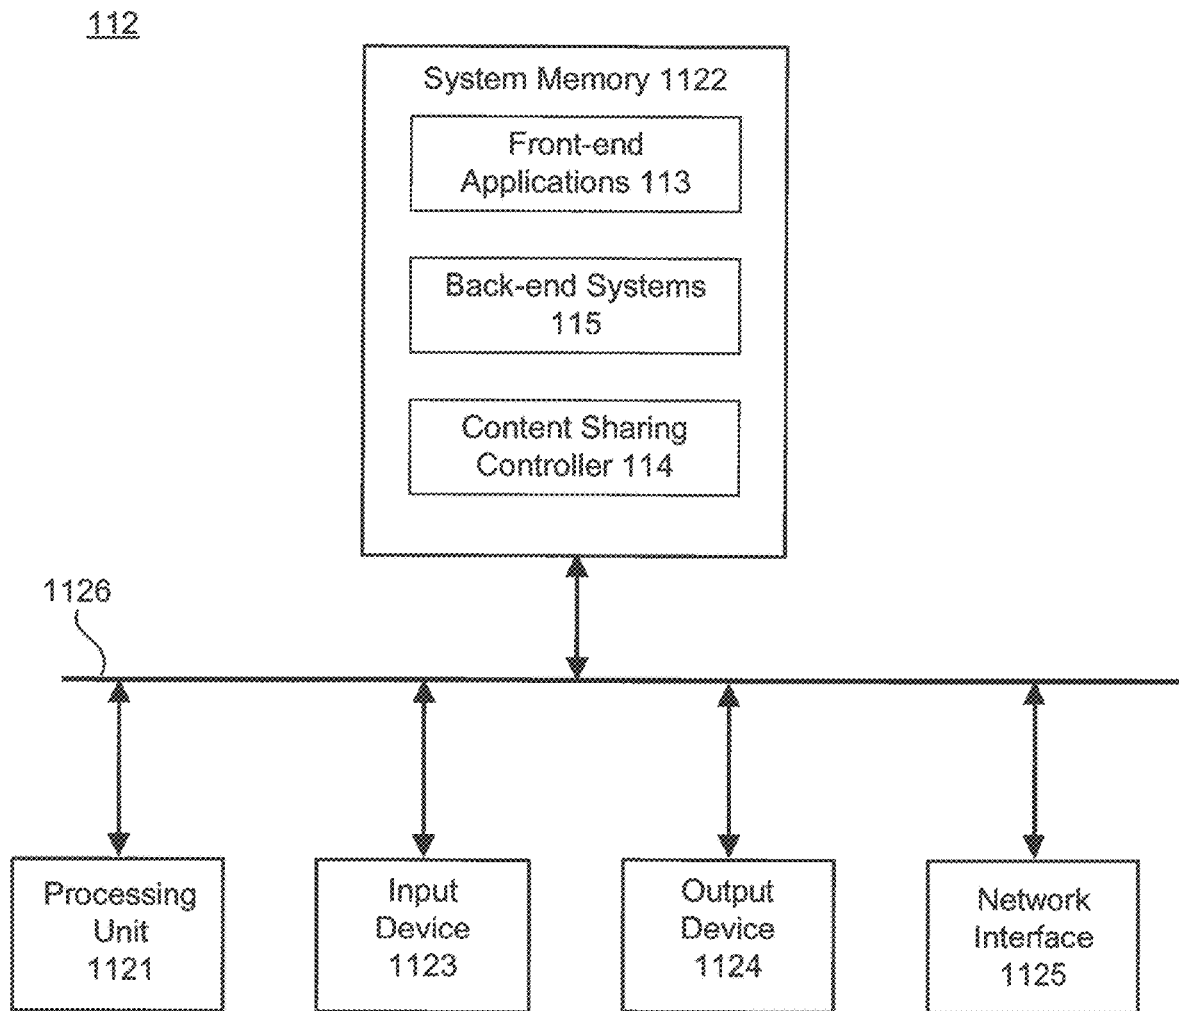 112
System Memory 1122
Front-end
Applications 113
Back-end Systems
115
Content Sharing
Controller 114
1126
Processing
Unit
1121
Input
Device
1123
Output
Device
1124
Network
Interface
1125